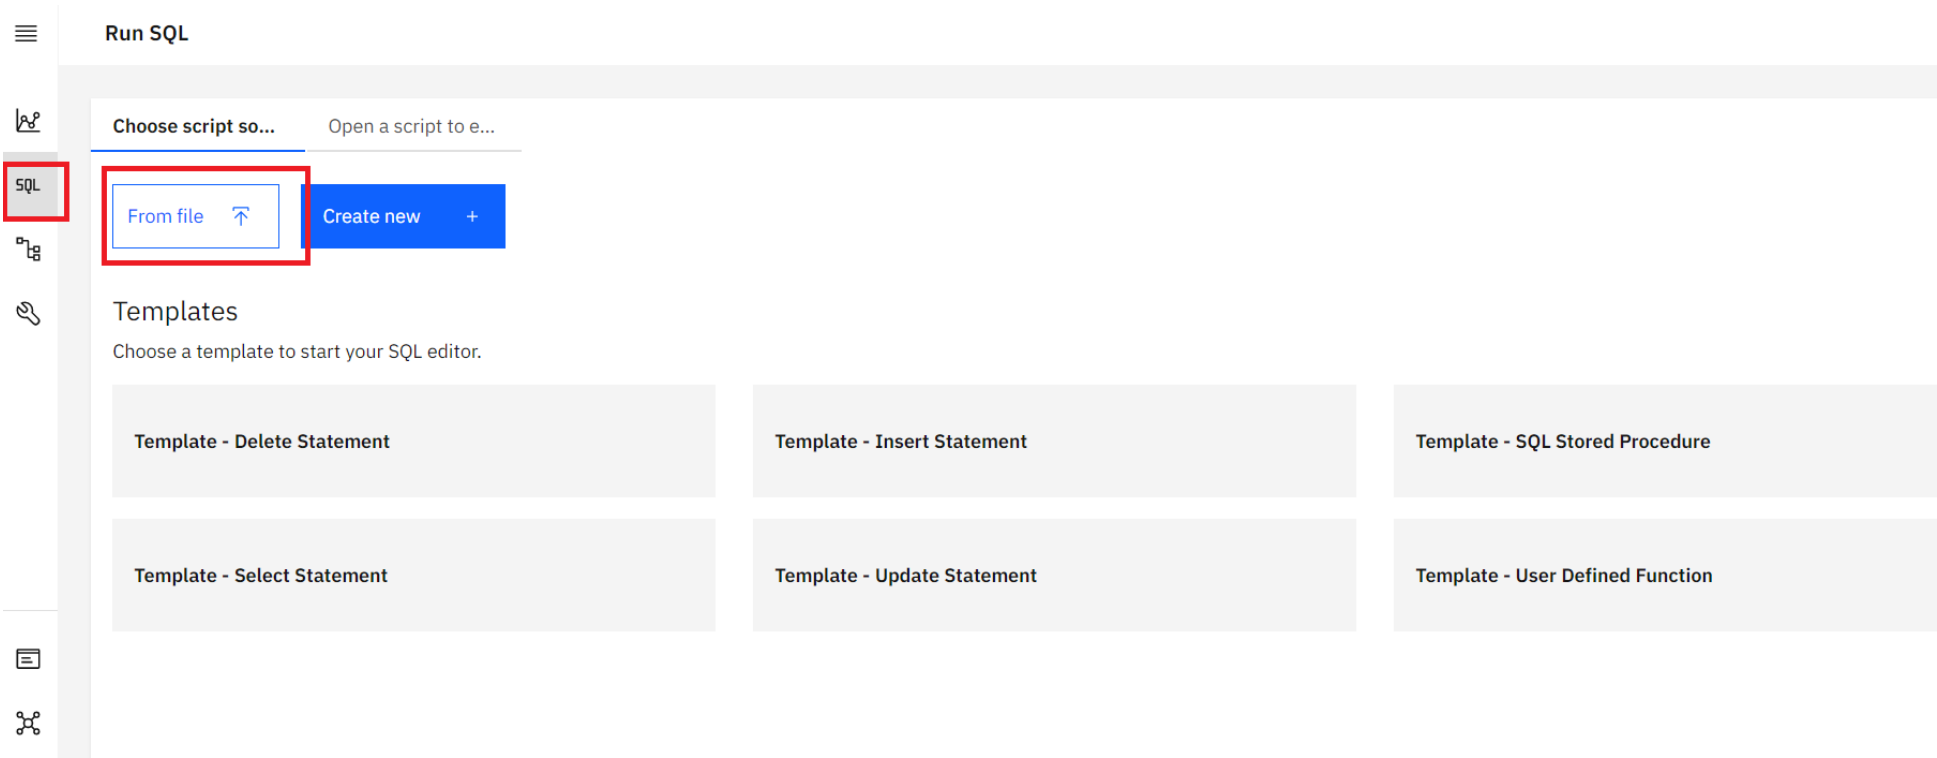 Run SQL
Choose script so...
Open a script to e...
SQL
From file
Create new +
Templates
Choose a template to start your SQL editor.
Template - Delete Statement
Template - Insert Statement
Template - SQL Stored Procedure
Template - Select Statement
Template - Update Statement
Template - User Defined Function